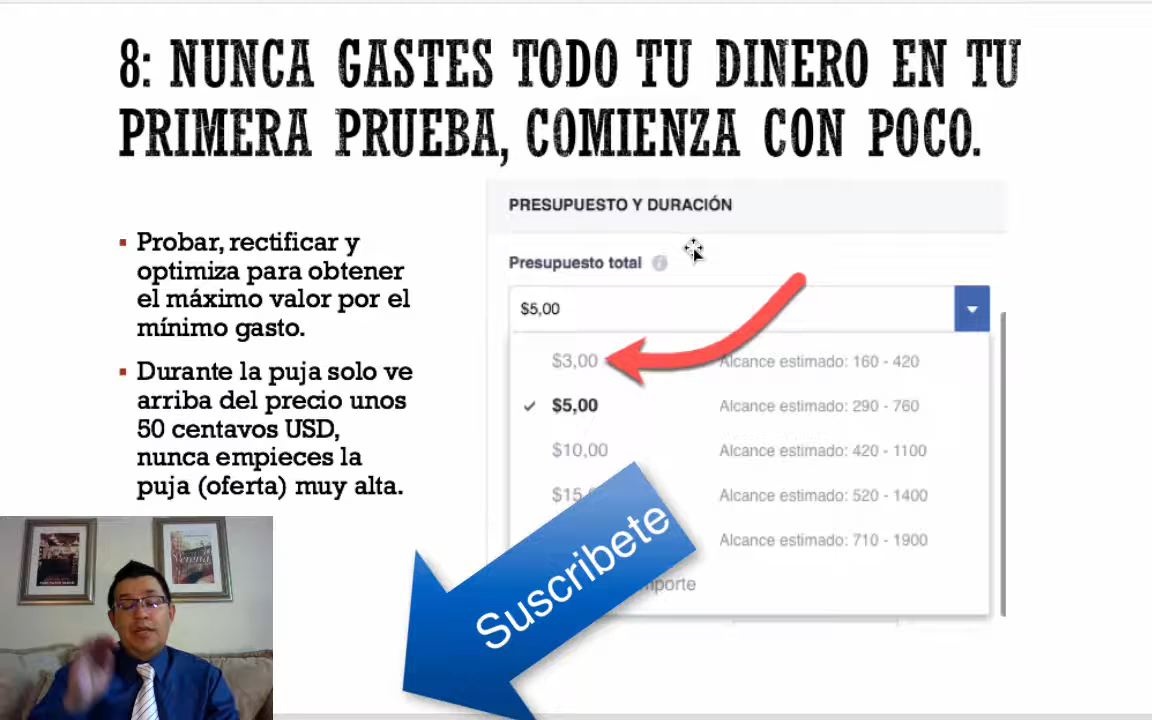 8: NUNCA GASTES TODO TU DINERO EN TU
PRIMERA PRUEBA, COMIENZA CON POCO.
▪ Probar, rectificar y
optimiza para obtener
el máximo valor por el
mínimo gasto.
▪ Durante la puja solo ve
arriba del precio unos
50 centavos USD,
nunca empieces la
puja (oferta) muy alta.
PRESUPUESTO Y DURACIÓN
Presupuesto total
$5,00
$3,00 Alcance estimado: 160 - 420
✓ $5,00 Alcance estimado: 290 - 760
$10,00 Alcance estimado: 420 - 1100
$15 Alcance estimado: 520 - 1400
Alcance estimado: 710 - 1900
Suscribete